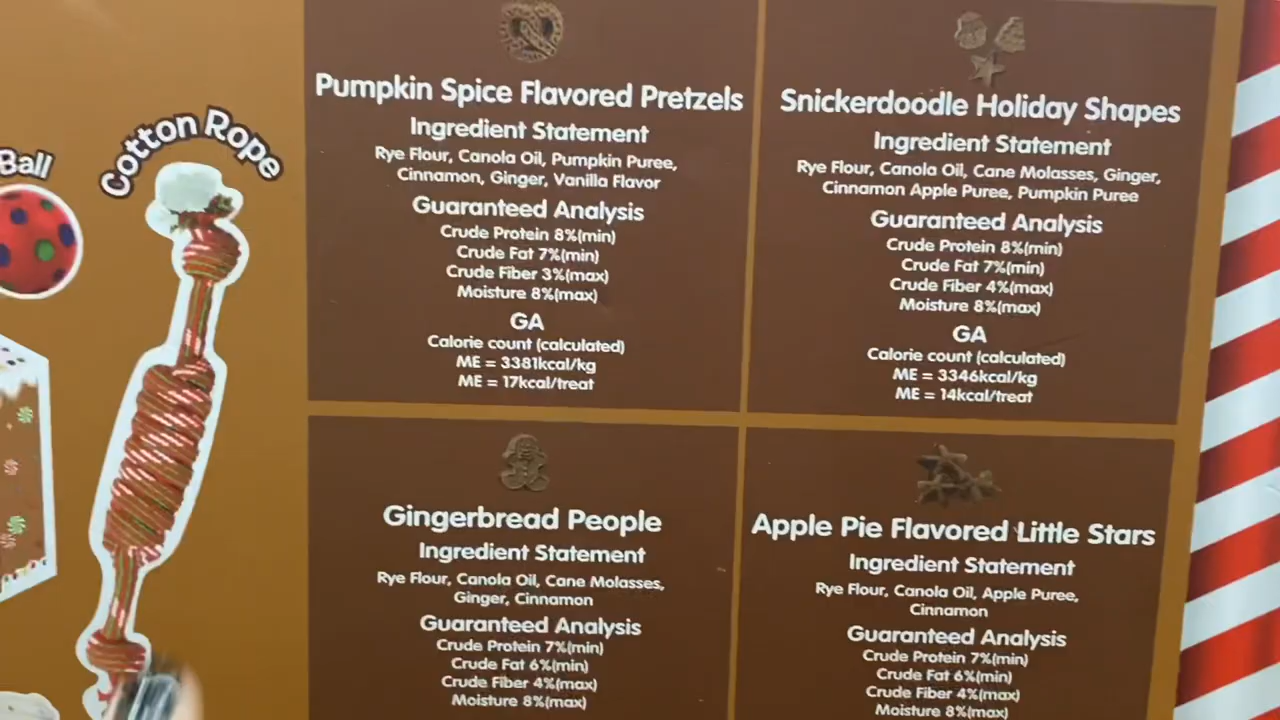 Ball
Cotton Rope
Pumpkin Spice Flavored Pretzels
Ingredient Statement
Rye Flour, Canola Oil, Pumpkin Puree,
Cinnamon, Ginger, Vanilla Flavor
Guaranteed Analysis
Crude Protein 8%(min)
Crude Fat 7%(min)
Crude Fiber 3%(max)
Moisture 8%(max)
GA
Calorie count (calculated)
ME = 3381kcal/kg
ME = 17kcal/treat
Snickerdoodle Holiday Shapes
Ingredient Statement
Rye Flour, Canola Oil, Cane Molasses, Ginger,
Cinnamon Apple Puree, Pumpkin Puree
Guaranteed Analysis
Crude Protein 8%(min)
Crude Fat 7%(min)
Crude Fiber 4%(max)
Moisture 8%(max)
GA
Calorie count (calculated)
ME = 3346kcal/kg
ME = 14kcal/treat
Gingerbread People
Ingredient Statement
Rye Flour, Canola Oil, Cane Molasses,
Ginger, Cinnamon
Guaranteed Analysis
Crude Protein 7%(min)
Crude Fat 6%(min)
Crude Fiber 4%(max)
Moisture 8%(max)
Apple Pie Flavored Little Stars
Ingredient Statement
Rye Flour, Canola Oil, Apple Puree,
Cinnamon
Guaranteed Analysis
Crude Protein 7%(min)
Crude Fat 6%(min)
Crude Fiber 4%(max)
Moisture 8%(max)